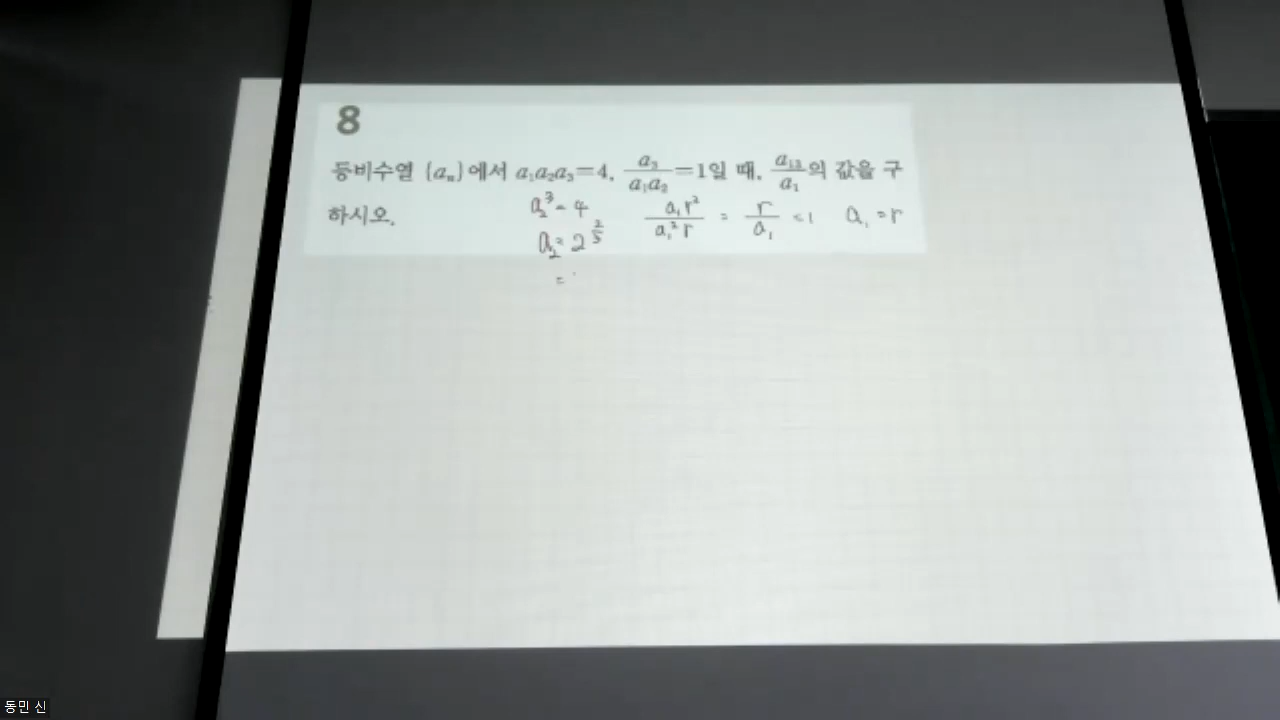 8
등비수열 {aₙ}에서 a₁a₂a₃=4, a₃/(a₁a₂)=1일 때, a₁₃/a₁의 값을 구
하시오.
a₂³=4 (a₁r²)/(a₁²r) = r/a₁ =1 a₁=r
a₂=2^(2/3)
=
동민 신